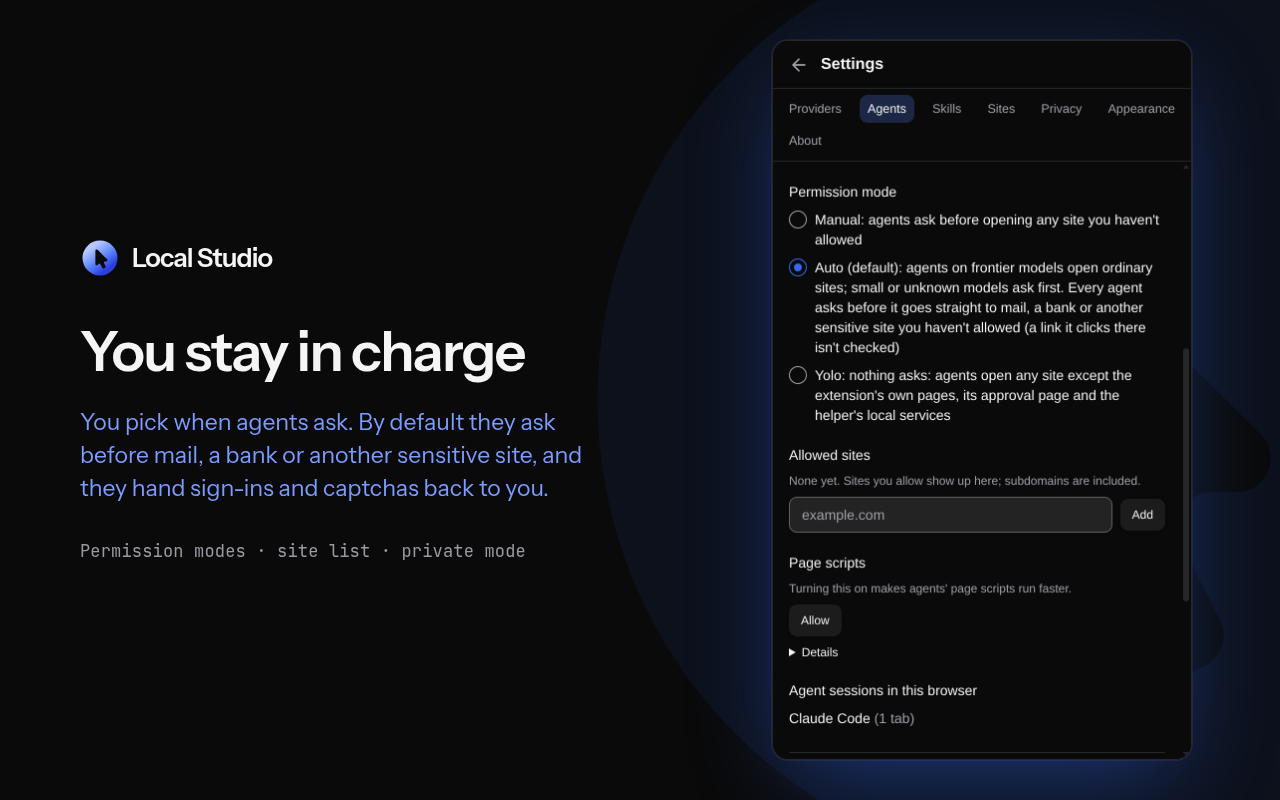 Local Studio
You stay in charge
You pick when agents ask. By default they ask
before mail, a bank or another sensitive site, and
they hand sign-ins and captchas back to you.
Permission modes · site list · private mode
Settings
Providers
Agents
Skills
Sites
Privacy
Appearance
About
Permission mode
Manual: agents ask before opening any site you haven't
allowed
Auto (default): agents on frontier models open ordinary
sites; small or unknown models ask first. Every agent
asks before it goes straight to mail, a bank or another
sensitive site you haven't allowed (a link it clicks there
isn't checked)
Yolo: nothing asks: agents open any site except the
extension's own pages, its approval page and the
helper's local services
Allowed sites
None yet. Sites you allow show up here; subdomains are included.
example.com
Add
Page scripts
Turning this on makes agents' page scripts run faster.
Allow
Details
Agent sessions in this browser
Claude Code (1 tab)